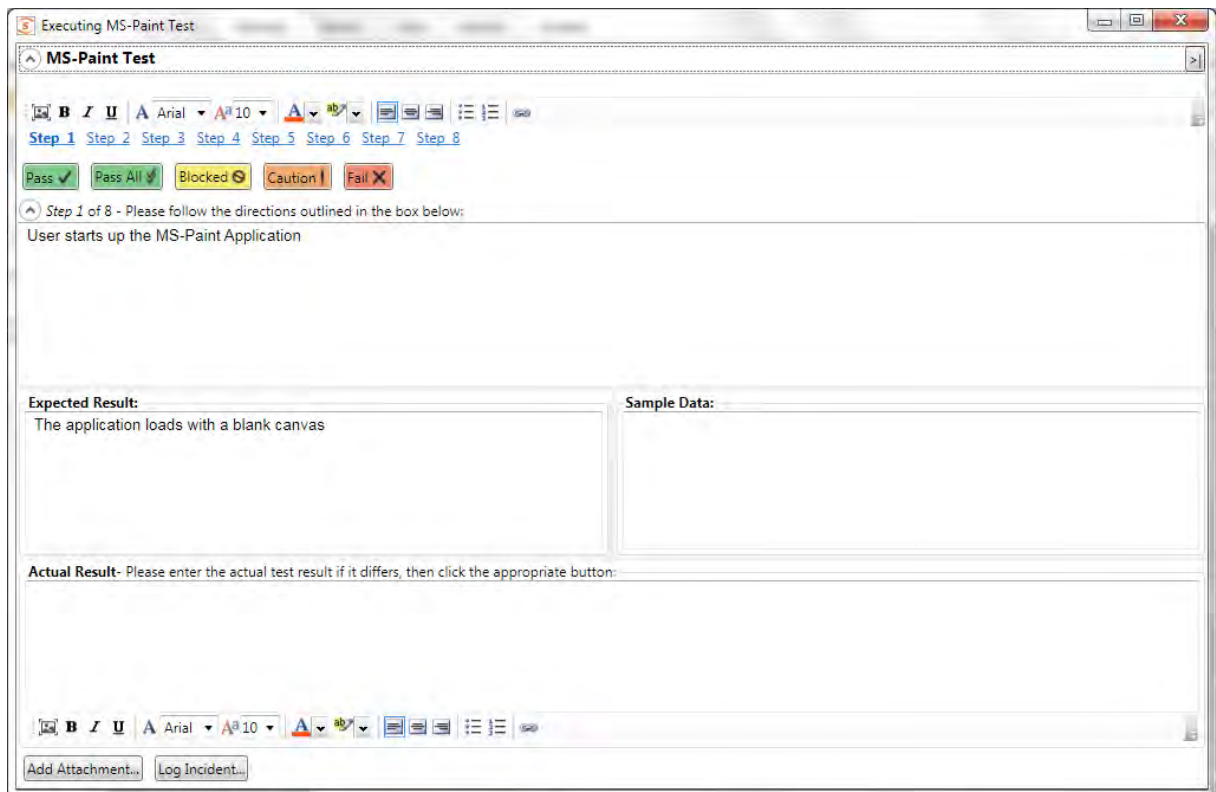 Executing MS-Paint Test
MS-Paint Test
B I U A Arial Aa 10 A ab
Step 1 Step 2 Step 3 Step 4 Step 5 Step 6 Step 7 Step 8
Pass Pass All Blocked Caution Fail
Step 1 of 8 - Please follow the directions outlined in the box below:
User starts up the MS-Paint Application
Expected Result: Sample Data:
The application loads with a blank canvas
Actual Result- Please enter the actual test result if it differs, then click the appropriate button:
B I U A Arial Aa 10 A ab
Add Attachment... Log Incident...